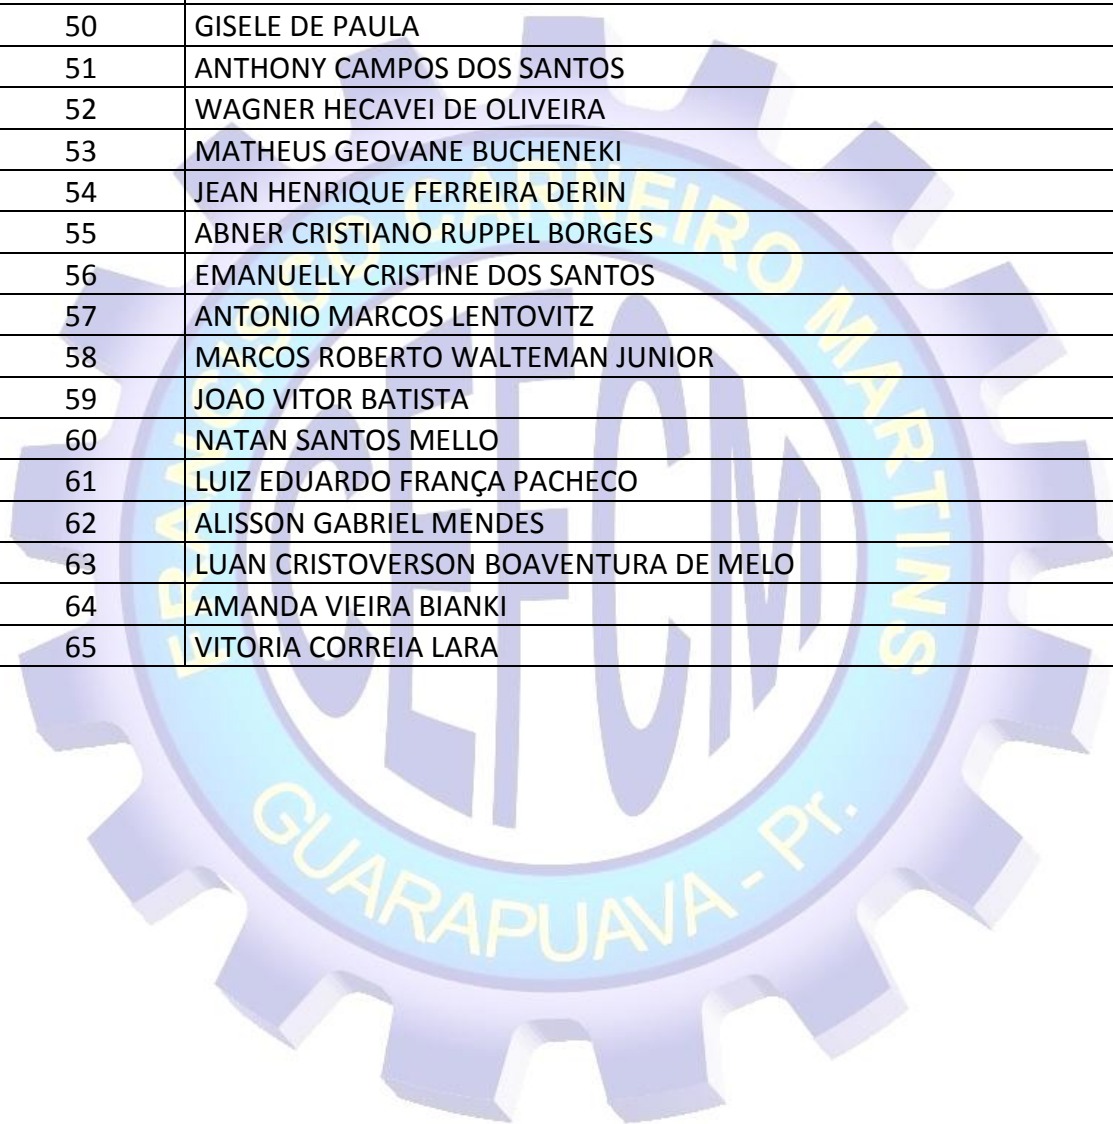 50 GISELE DE PAULA
51 ANTHONY CAMPOS DOS SANTOS
52 WAGNER HECAVEI DE OLIVEIRA
53 MATHEUS GEOVANE BUCHENEKI
54 JEAN HENRIQUE FERREIRA DERIN
55 ABNER CRISTIANO RUPPEL BORGES
56 EMANUELLY CRISTINE DOS SANTOS
57 ANTONIO MARCOS LENTOVITZ
58 MARCOS ROBERTO WALTEMAN JUNIOR
59 JOAO VITOR BATISTA
60 NATAN SANTOS MELLO
61 LUIZ EDUARDO FRANÇA PACHECO
62 ALISSON GABRIEL MENDES
63 LUAN CRISTOVERSON BOAVENTURA DE MELO
64 AMANDA VIEIRA BIANKI
65 VITORIA CORREIA LARA
FRANCISCO CARNEIRO MARTINS
CEFCM
GUARAPUAVA - Pr.